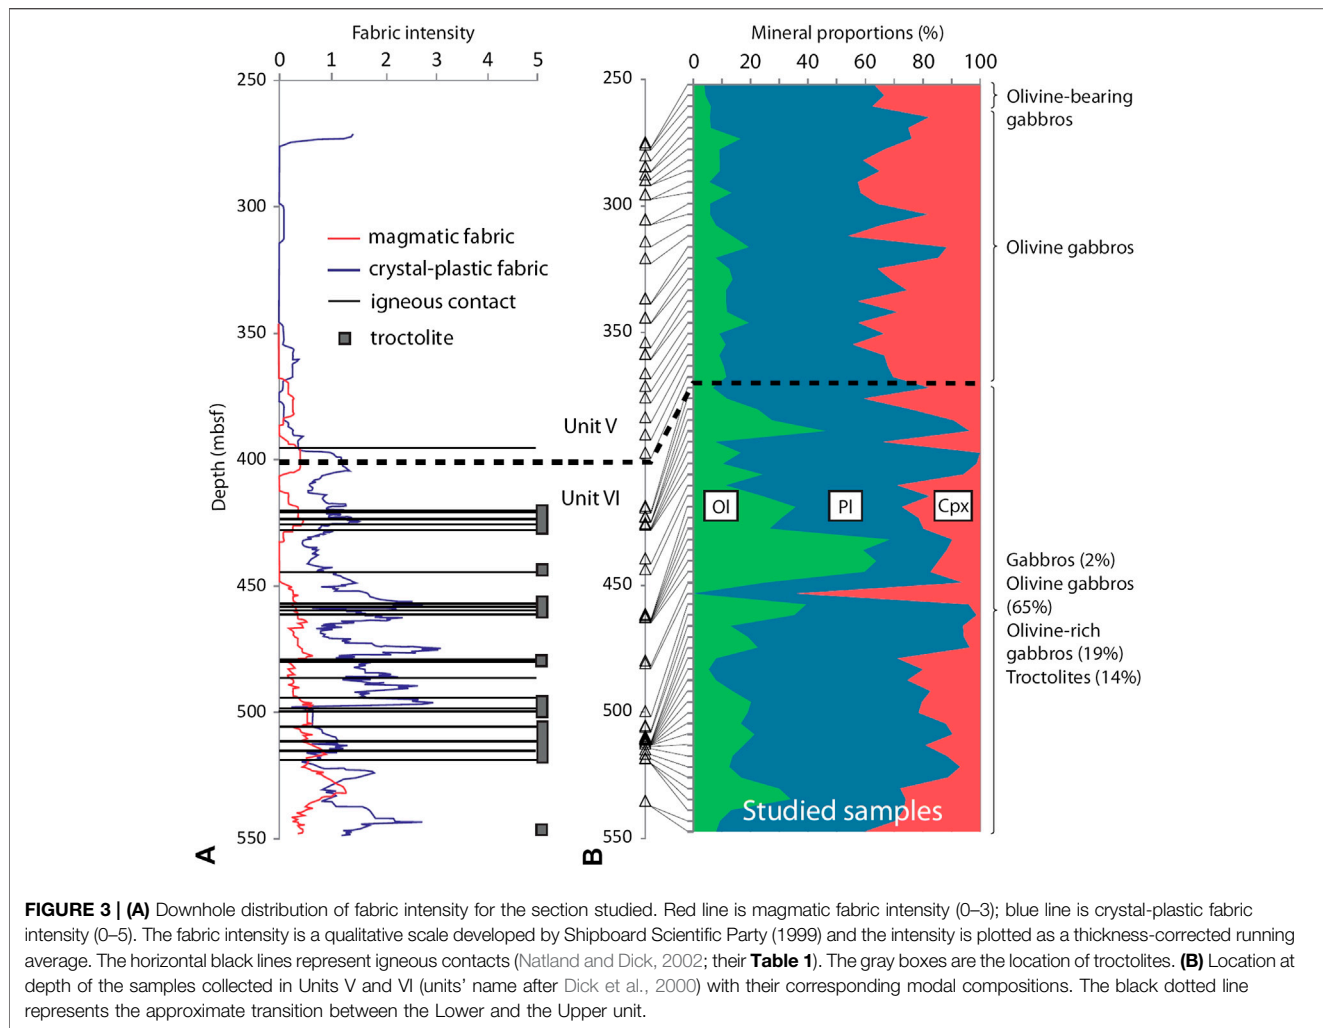 Fabric intensity
0 1 2 3 4 5
250
300
350
400
450
500
550
Depth (mbsf)
magmatic fabric
crystal-plastic fabric
igneous contact
troctolite
Unit V
Unit VI
A
Mineral proportions (%)
0 20 40 60 80 100
250
300
350
400
450
500
550
Ol
Pl
Cpx
Studied samples
B
Olivine-bearing
gabbros
Olivine gabbros
Gabbros (2%)
Olivine gabbros
(65%)
Olivine-rich
gabbros (19%)
Troctolites (14%)
FIGURE 3 | (A) Downhole distribution of fabric intensity for the section studied. Red line is magmatic fabric intensity (0–3); blue line is crystal-plastic fabric
intensity (0–5). The fabric intensity is a qualitative scale developed by Shipboard Scientific Party (1999) and the intensity is plotted as a thickness-corrected running
average. The horizontal black lines represent igneous contacts (Natland and Dick, 2002; their Table 1). The gray boxes are the location of troctolites. (B) Location at
depth of the samples collected in Units V and VI (units' name after Dick et al., 2000) with their corresponding modal compositions. The black dotted line
represents the approximate transition between the Lower and the Upper unit.